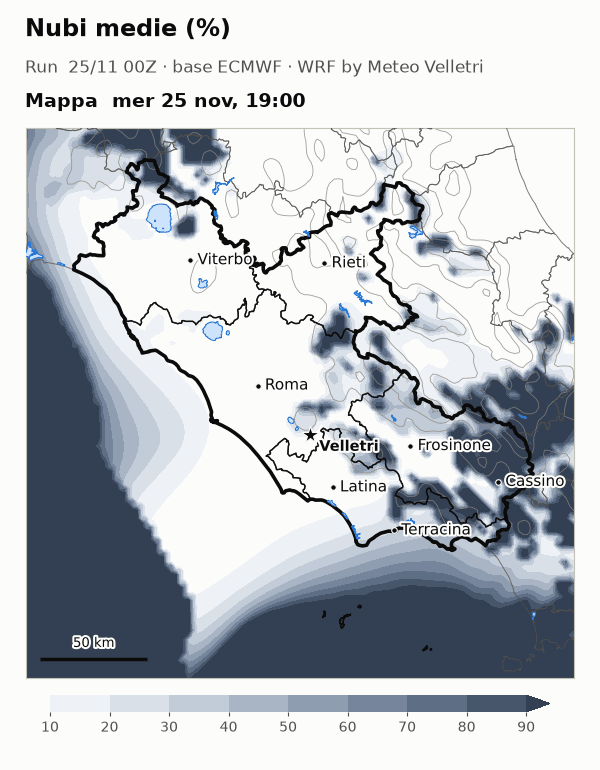 Nubi medie (%)
Run  25/11 00Z · base ECMWF · WRF by Meteo Velletri
Mappa  mer 25 nov, 19:00
Viterbo
Rieti
Roma
Velletri
Frosinone
Cassino
Latina
Terracina
50 km
10 20 30 40 50 60 70 80 90